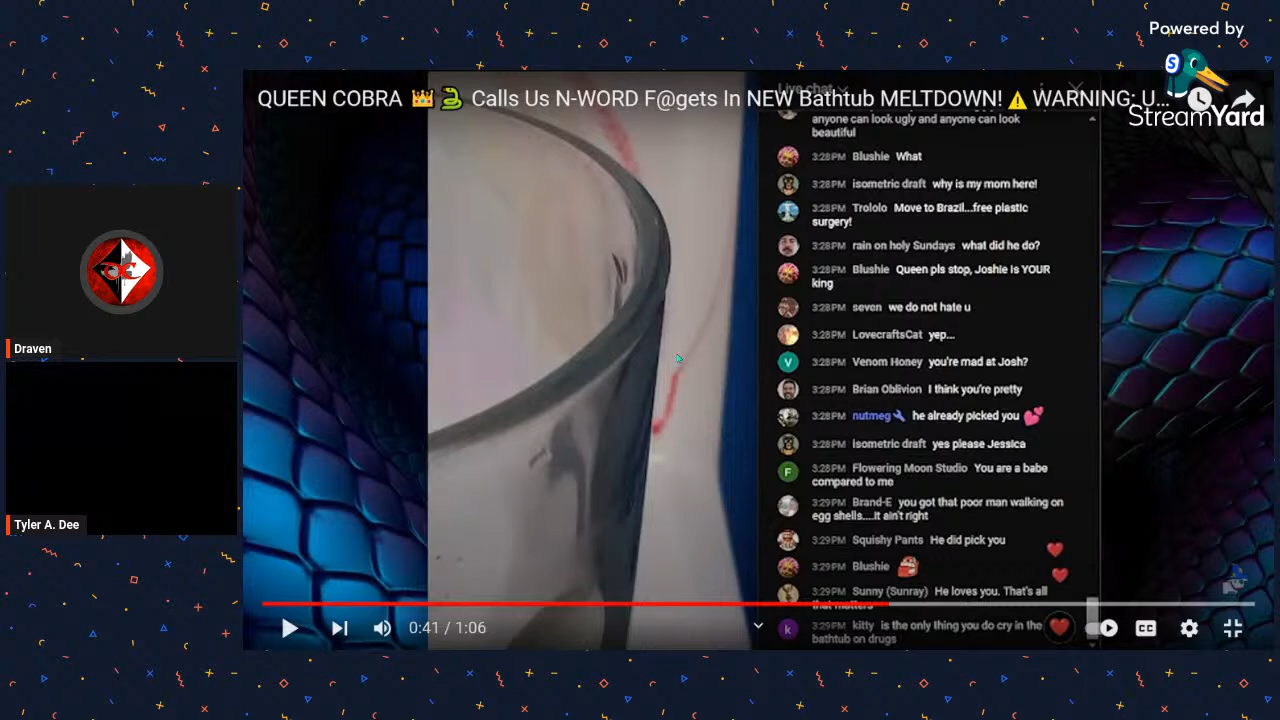 Powered by
StreamYard
QUEEN COBRA 👑🐍 Calls Us N-WORD F@gets In NEW Bathtub MELTDOWN! ⚠️ WARNING: U...
Live chat
anyone can look ugly and anyone can look
beautiful
3:28PM Blushie What
3:28PM isometric draft why is my mom here!
3:28PM Trololo Move to Brazil...free plastic
surgery!
3:28PM rain on holy Sundays what did he do?
3:28PM Blushie Queen pls stop, Joshie is YOUR
king
3:28PM seven we do not hate u
3:28PM LovecraftsCat yep...
V 3:28PM Venom Honey you're mad at Josh?
3:28PM Brian Oblivion I think you're pretty
3:28PM nutmeg🔧 he already picked you 💕
3:28PM isometric draft yes please Jessica
F 3:28PM Flowering Moon Studio You are a babe
compared to me
3:29PM Brand-E you got that poor man walking on
egg shells....it ain't right
3:29PM Squishy Pants He did pick you
3:29PM Blushie
3:29PM Sunny (Sunray) He loves you. That's all
that matters
k 3:29PM kitty is the only thing you do cry in the
bathtub on drugs
0:41 / 1:06
CC
Draven
Tyler A. Dee